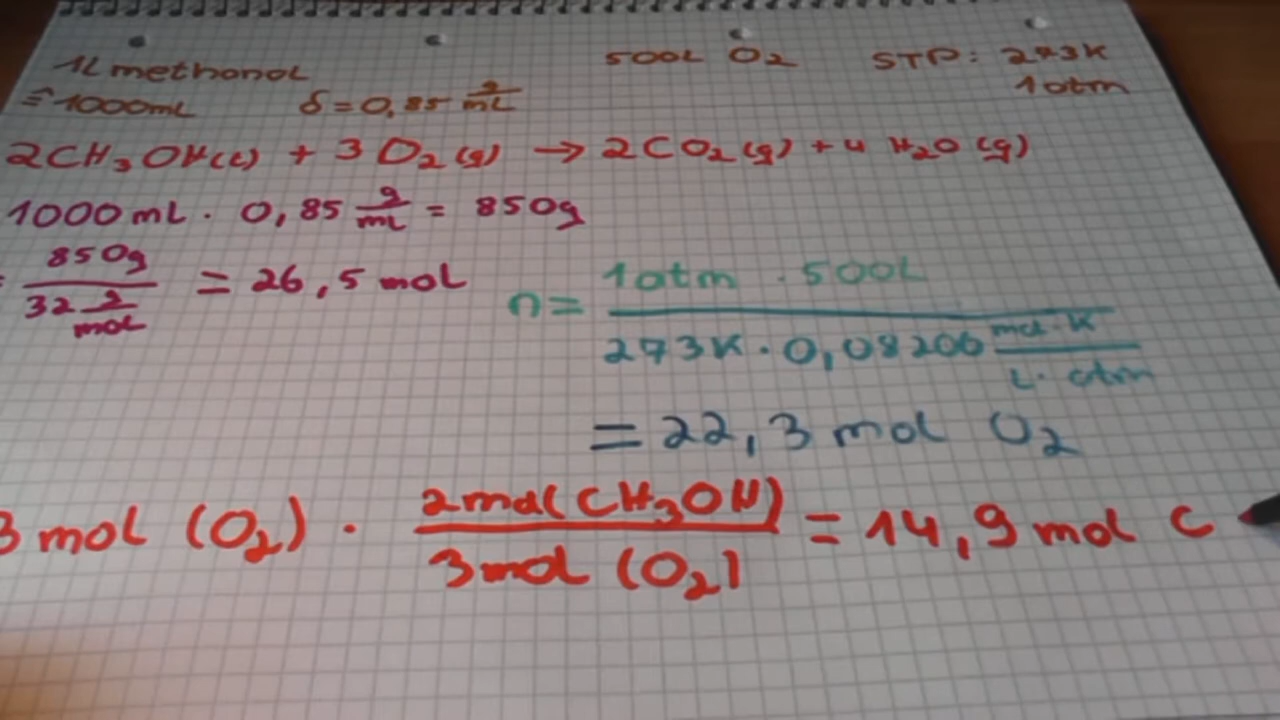 1L methanol 500L O2 STP: 273K
≙ 1000mL δ = 0,85 g/mL 1atm
2CH3OH(l) + 3 O2(g) → 2CO2(g) + 4 H2O(g)
1000mL · 0,85 g/mL = 850g
= 850g / 32 g/mol = 26,5 mol
n = 1atm · 500L / 273K · 0,08206 mol·K / L·atm
= 22,3 mol O2
3 mol (O2) · 2mol(CH3OH) / 3mol (O2) = 14,9 mol C